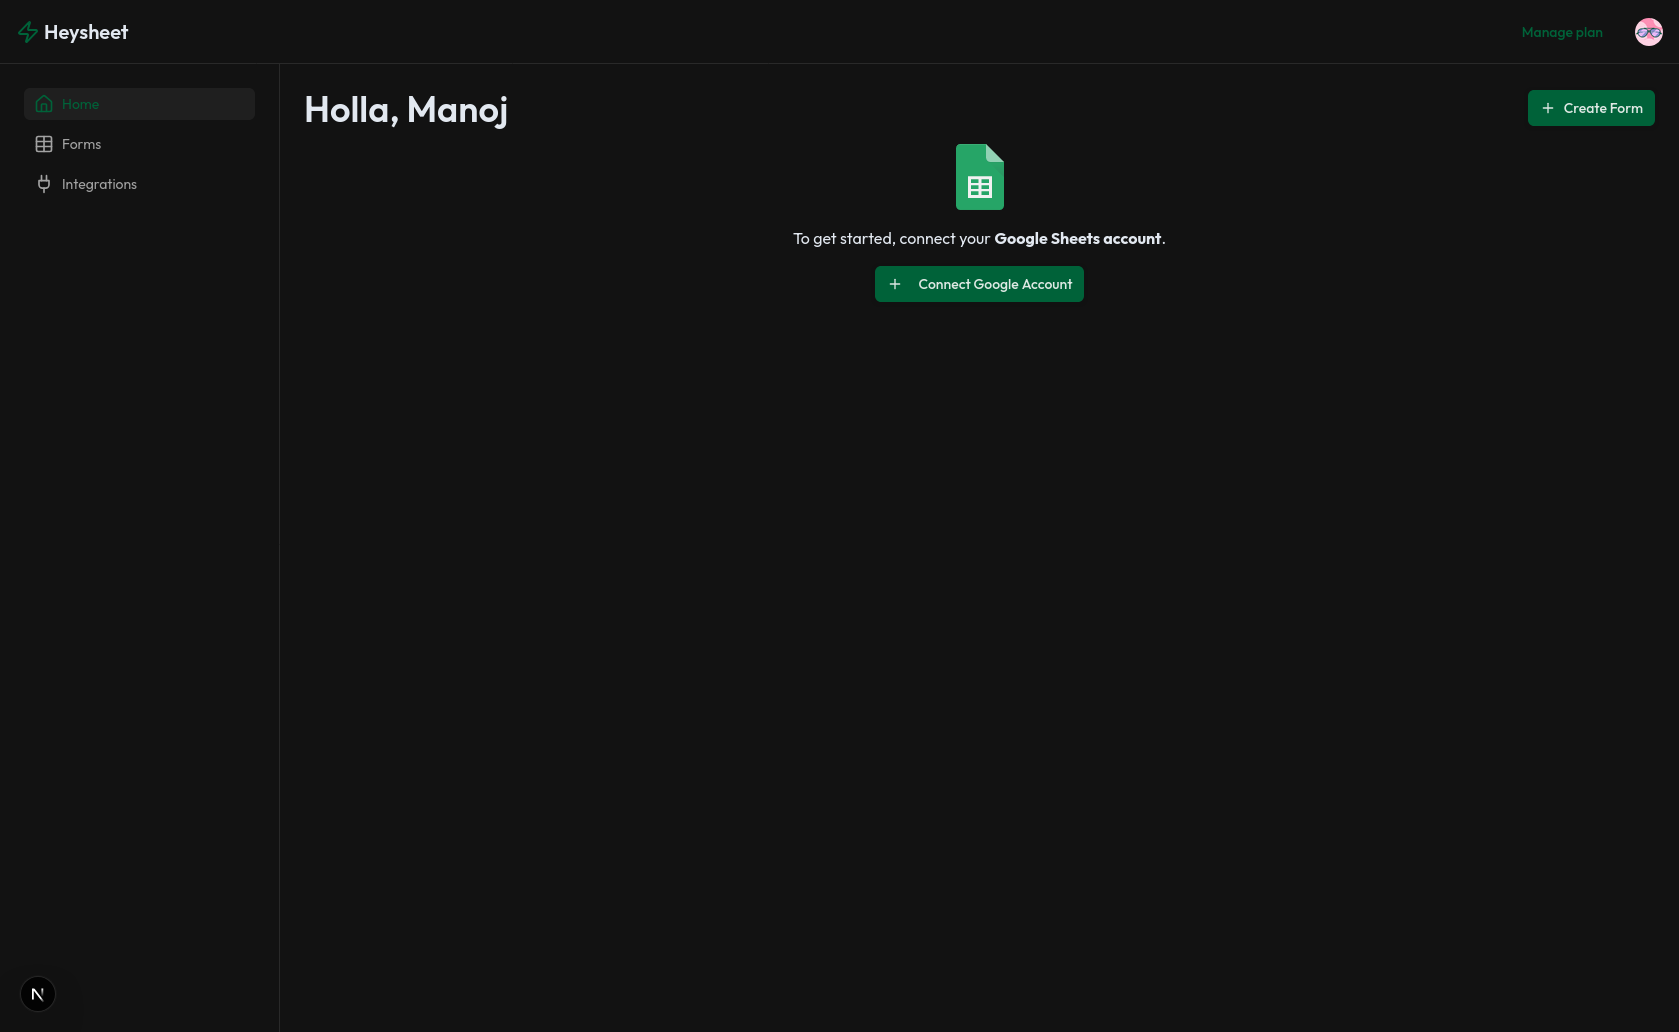 Heysheet
Manage plan
Home
Forms
Integrations
Holla, Manoj
Create Form
To get started, connect your Google Sheets account.
Connect Google Account
N